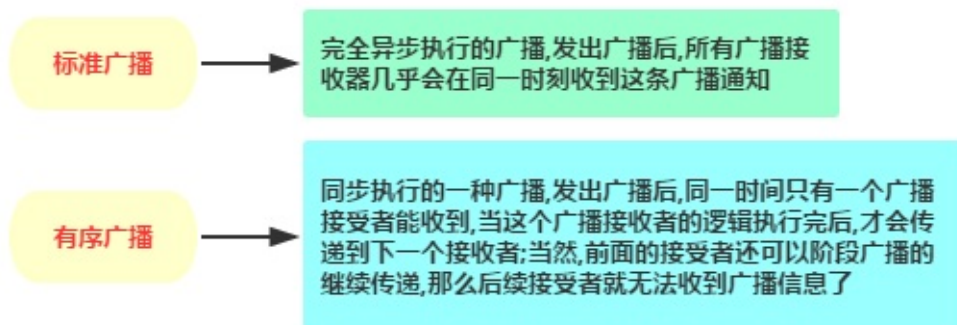 标准广播
完全异步执行的广播,发出广播后,所有广播接
收器几乎会在同一时刻收到这条广播通知
有序广播
同步执行的一种广播,发出广播后,同一时间只有一个广播
接受者能收到,当这个广播接收者的逻辑执行完后,才会传
递到下一个接收者;当然,前面的接受者还可以阶段广播的
继续传递,那么后续接受者就无法收到广播信息了